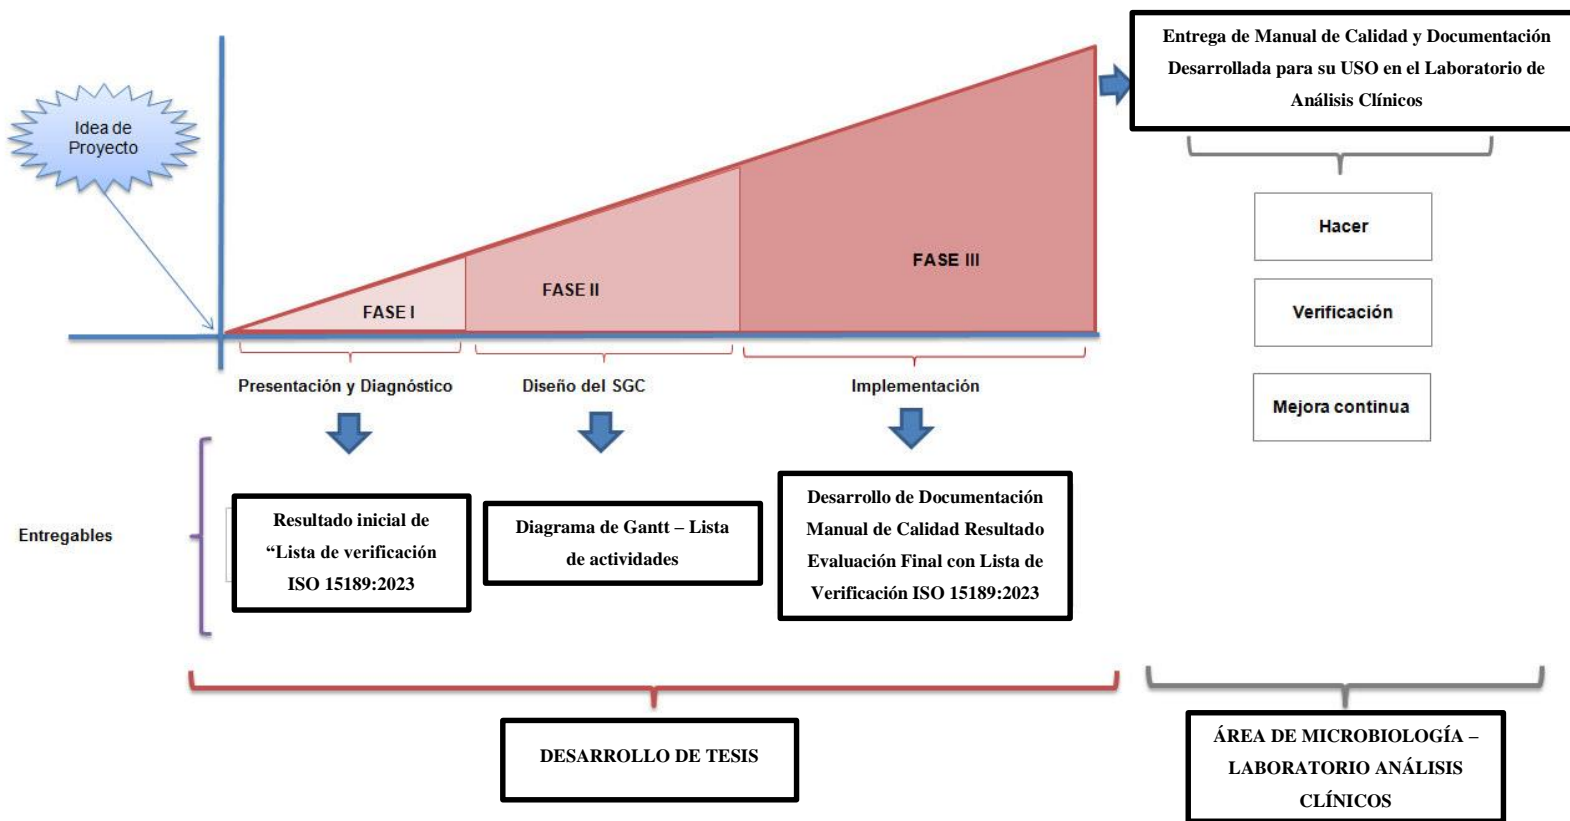 Entrega de Manual de Calidad y Documentación
Desarrollada para su USO en el Laboratorio de
Análisis Clínicos
Idea de
Proyecto
Hacer
Verificación
Mejora continua
FASE I
FASE II
FASE III
Presentación y Diagnóstico
Diseño del SGC
Implementación
Entregables
Resultado inicial de
“Lista de verificación
ISO 15189:2023
Diagrama de Gantt – Lista
de actividades
Desarrollo de Documentación
Manual de Calidad Resultado
Evaluación Final con Lista de
Verificación ISO 15189:2023
DESARROLLO DE TESIS
ÁREA DE MICROBIOLOGÍA –
LABORATORIO ANÁLISIS
CLÍNICOS